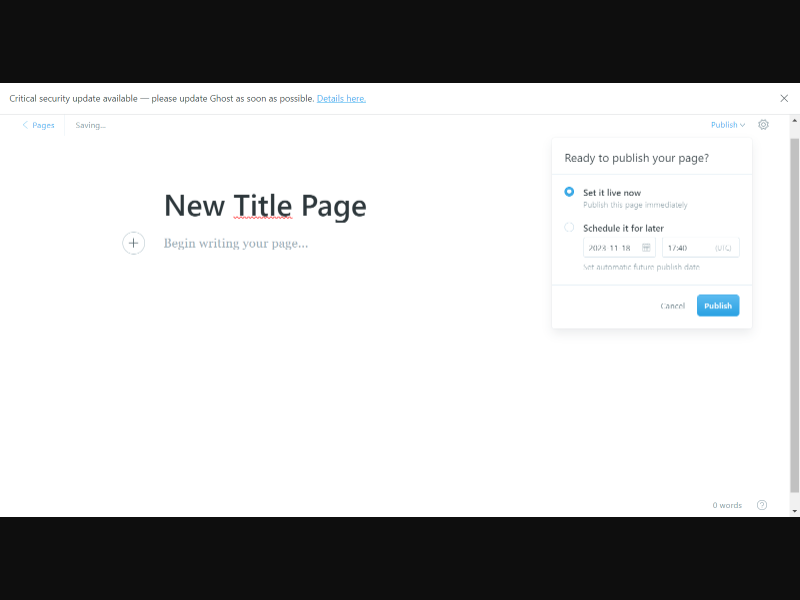 Critical security update available — please update Ghost as soon as possible. Details here.
Pages
Saving...
Publish
Ready to publish your page?
New Title Page
Begin writing your page...
Set it live now
Publish this page immediately
Schedule it for later
2023-11-18
17:40
(UTC)
Set automatic future publish date
Cancel
Publish
0 words